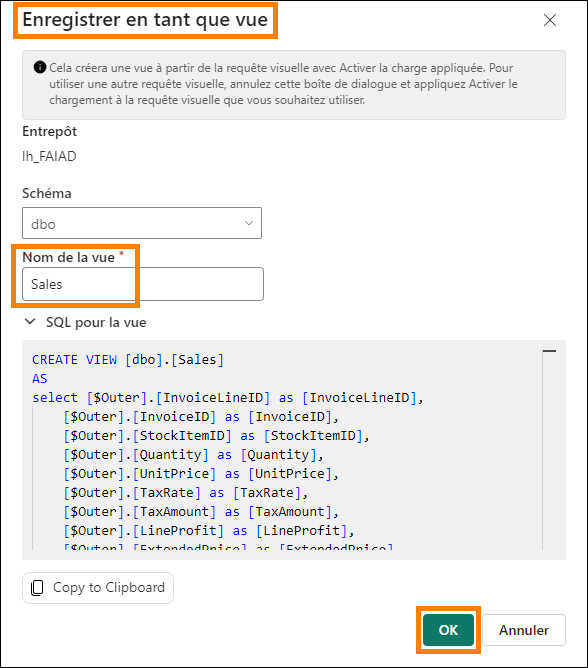 Enregistrer en tant que vue
Cela créera une vue à partir de la requête visuelle avec Activer la charge appliquée. Pour
utiliser une autre requête visuelle, annulez cette boîte de dialogue et appliquez Activer le
chargement à la requête visuelle que vous souhaitez utiliser.
Entrepôt
lh_FAIAD
Schéma
dbo
Nom de la vue *
Sales
SQL pour la vue
CREATE VIEW [dbo].[Sales]
AS
select [$Outer].[InvoiceLineID] as [InvoiceLineID],
[$Outer].[InvoiceID] as [InvoiceID],
[$Outer].[StockItemID] as [StockItemID],
[$Outer].[Quantity] as [Quantity],
[$Outer].[UnitPrice] as [UnitPrice],
[$Outer].[TaxRate] as [TaxRate],
[$Outer].[TaxAmount] as [TaxAmount],
[$Outer].[LineProfit] as [LineProfit],
[$Outer].[ExtendedPrice] as [ExtendedPrice]
Copy to Clipboard
OK
Annuler